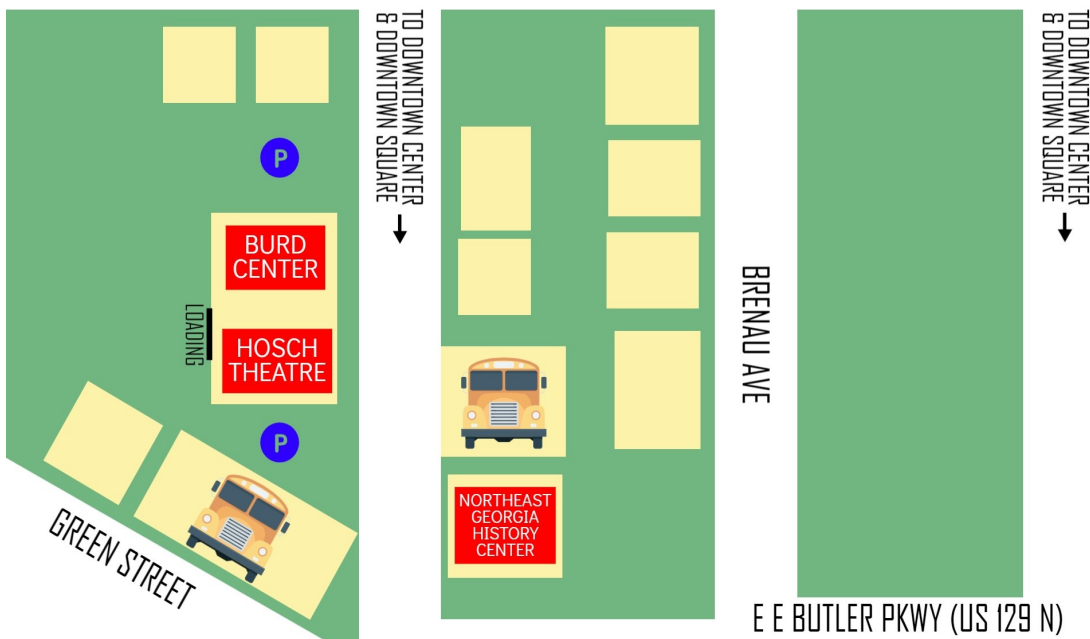 TO DOWNTOWN CENTER
& DOWNTOWN SQUARE
TO DOWNTOWN CENTER
& DOWNTOWN SQUARE
P
BURD
CENTER
LOADING
HOSCH
THEATRE
BRENAU AVE
P
NORTHEAST
GEORGIA
HISTORY
CENTER
GREEN STREET
E E BUTLER PKWY (US 129 N)